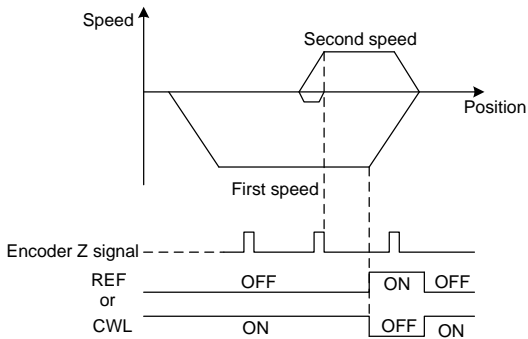 Speed
Second speed
Position
First speed
Encoder Z signal
REF OFF ON OFF
or
CWL ON OFF ON